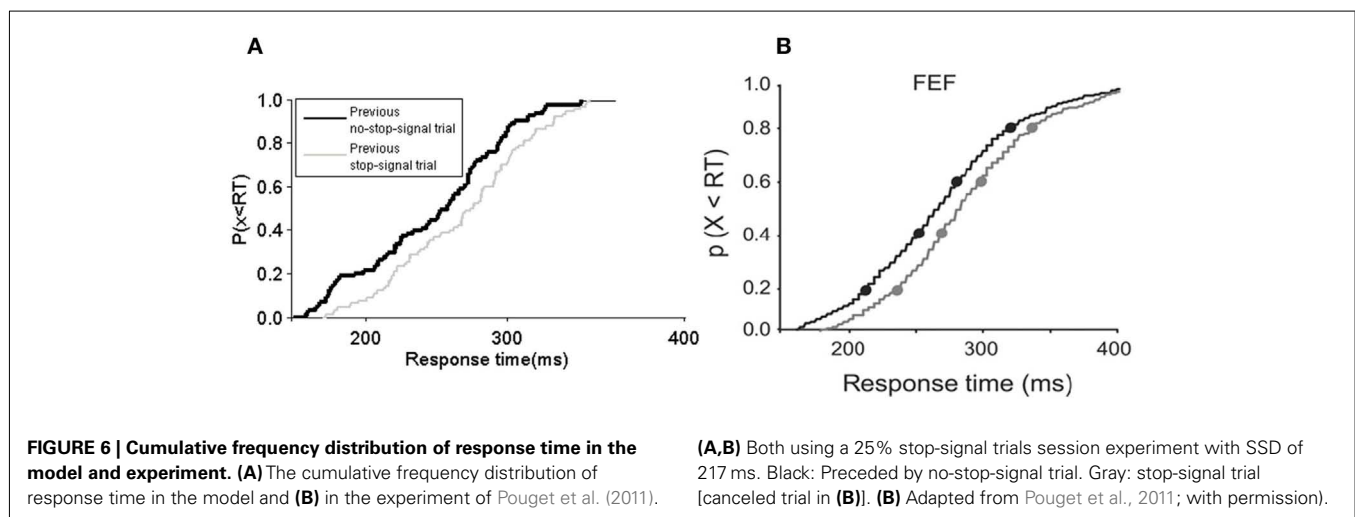 A
1.0
0.8
0.6
0.4
0.2
0.0
P(x<RT)
Previous
no-stop-signal trial
Previous
stop-signal trial
200
300
400
Response time(ms)
B
FEF
1.0
0.8
0.6
0.4
0.2
0.0
p (X < RT)
200
300
400
Response time (ms)
FIGURE 6 | Cumulative frequency distribution of response time in the
model and experiment. (A) The cumulative frequency distribution of
response time in the model and (B) in the experiment of Pouget et al. (2011).
(A,B) Both using a 25% stop-signal trials session experiment with SSD of
217 ms. Black: Preceded by no-stop-signal trial. Gray: stop-signal trial
[canceled trial in (B)]. (B) Adapted from Pouget et al., 2011; with permission).